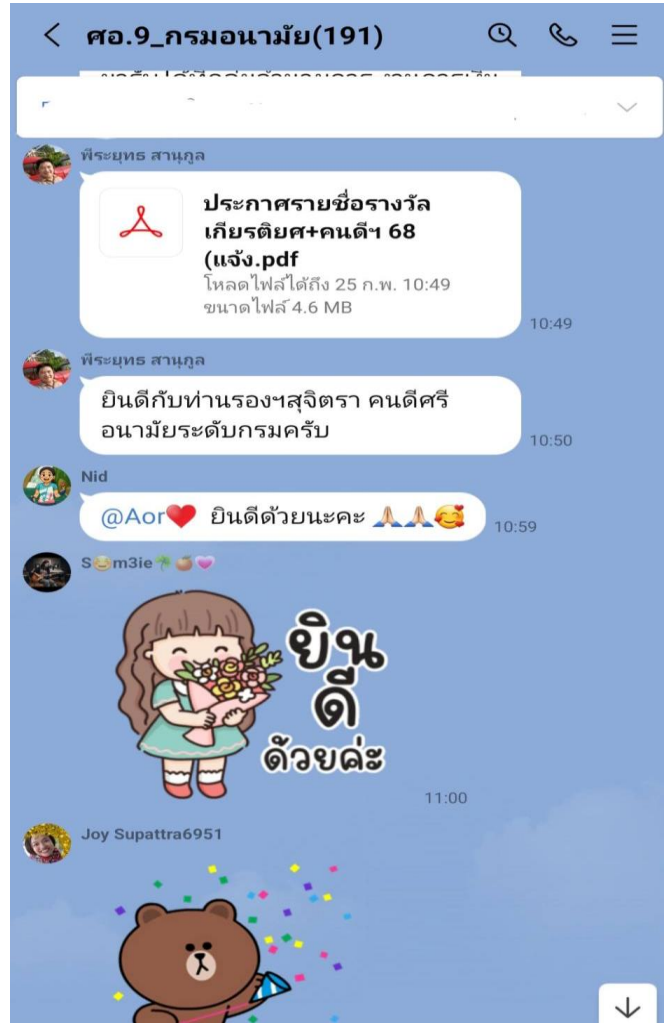 ศอ.9_กรมอนามัย(191)
พีระยุทธ สานุกูล
ประกาศรายชื่อรางวัล
เกียรติยศ+คนดีฯ 68
(แจ้ง.pdf
โหลดไฟล์ได้ถึง 25 ก.พ. 10:49
ขนาดไฟล์ 4.6 MB
10:49
พีระยุทธ สานุกูล
ยินดีกับท่านรองฯสุจิตรา คนดีศรี
อนามัยระดับกรมครับ
10:50
Nid
@Aor❤️ ยินดีด้วยนะคะ 🙏🏻🙏🏻🥰
10:59
S😂m3ie🌴🍊💗
ยิน
ดี
ด้วยค่ะ
11:00
Joy Supattra6951